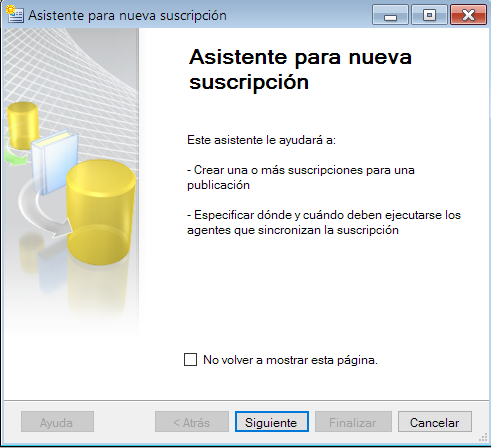 Asistente para nueva suscripción
Asistente para nueva
suscripción
Este asistente le ayudará a:
- Crear una o más suscripciones para una
publicación
- Especificar dónde y cuándo deben ejecutarse los
agentes que sincronizan la suscripción
No volver a mostrar esta página.
Ayuda
< Atrás
Siguiente
Finalizar
Cancelar